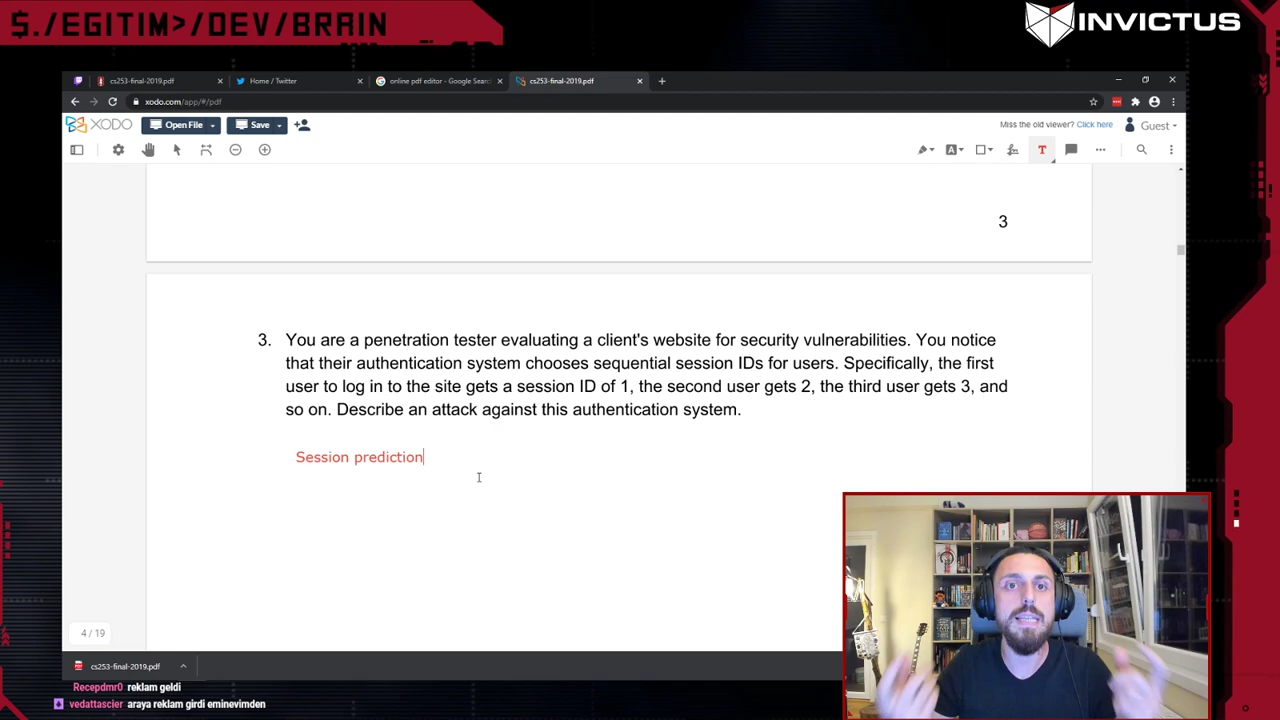 $./EGITIM>/DEV/BRAIN
INVICTUS
cs253-final-2019.pdf
Home / Twitter
online pdf editor - Google Searc
cs253-final-2019.pdf
xodo.com/app/#/pdf
XODO
Open File
Save
Miss the old viewer? Click here
Guest
3
3. You are a penetration tester evaluating a client's website for security vulnerabilities. You notice
that their authentication system chooses sequential session IDs for users. Specifically, the first
user to log in to the site gets a session ID of 1, the second user gets 2, the third user gets 3, and
so on. Describe an attack against this authentication system.
Session prediction
4 / 19
cs253-final-2019.pdf
Recepdmr0 reklam geldi
vedattascier araya reklam girdi eminevimden